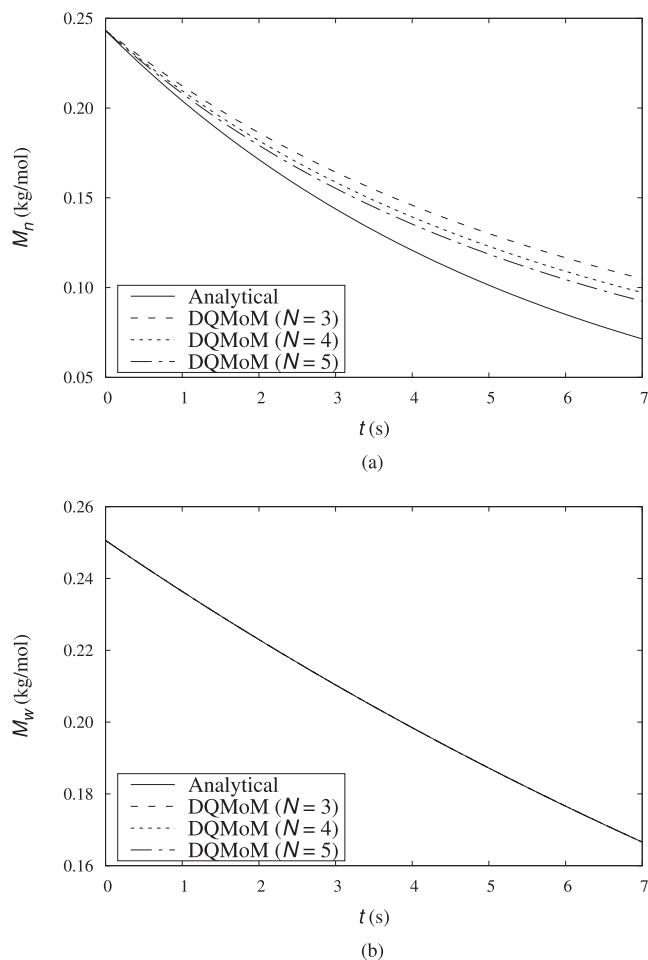 0.25
0.20
0.15
0.10
0.05
M_n (kg/mol)
Analytical
DQMoM (N = 3)
DQMoM (N = 4)
DQMoM (N = 5)
0 1 2 3 4 5 6 7
t (s)
(a)
0.26
0.24
0.22
0.20
0.18
0.16
M_w (kg/mol)
Analytical
DQMoM (N = 3)
DQMoM (N = 4)
DQMoM (N = 5)
0 1 2 3 4 5 6 7
t (s)
(b)